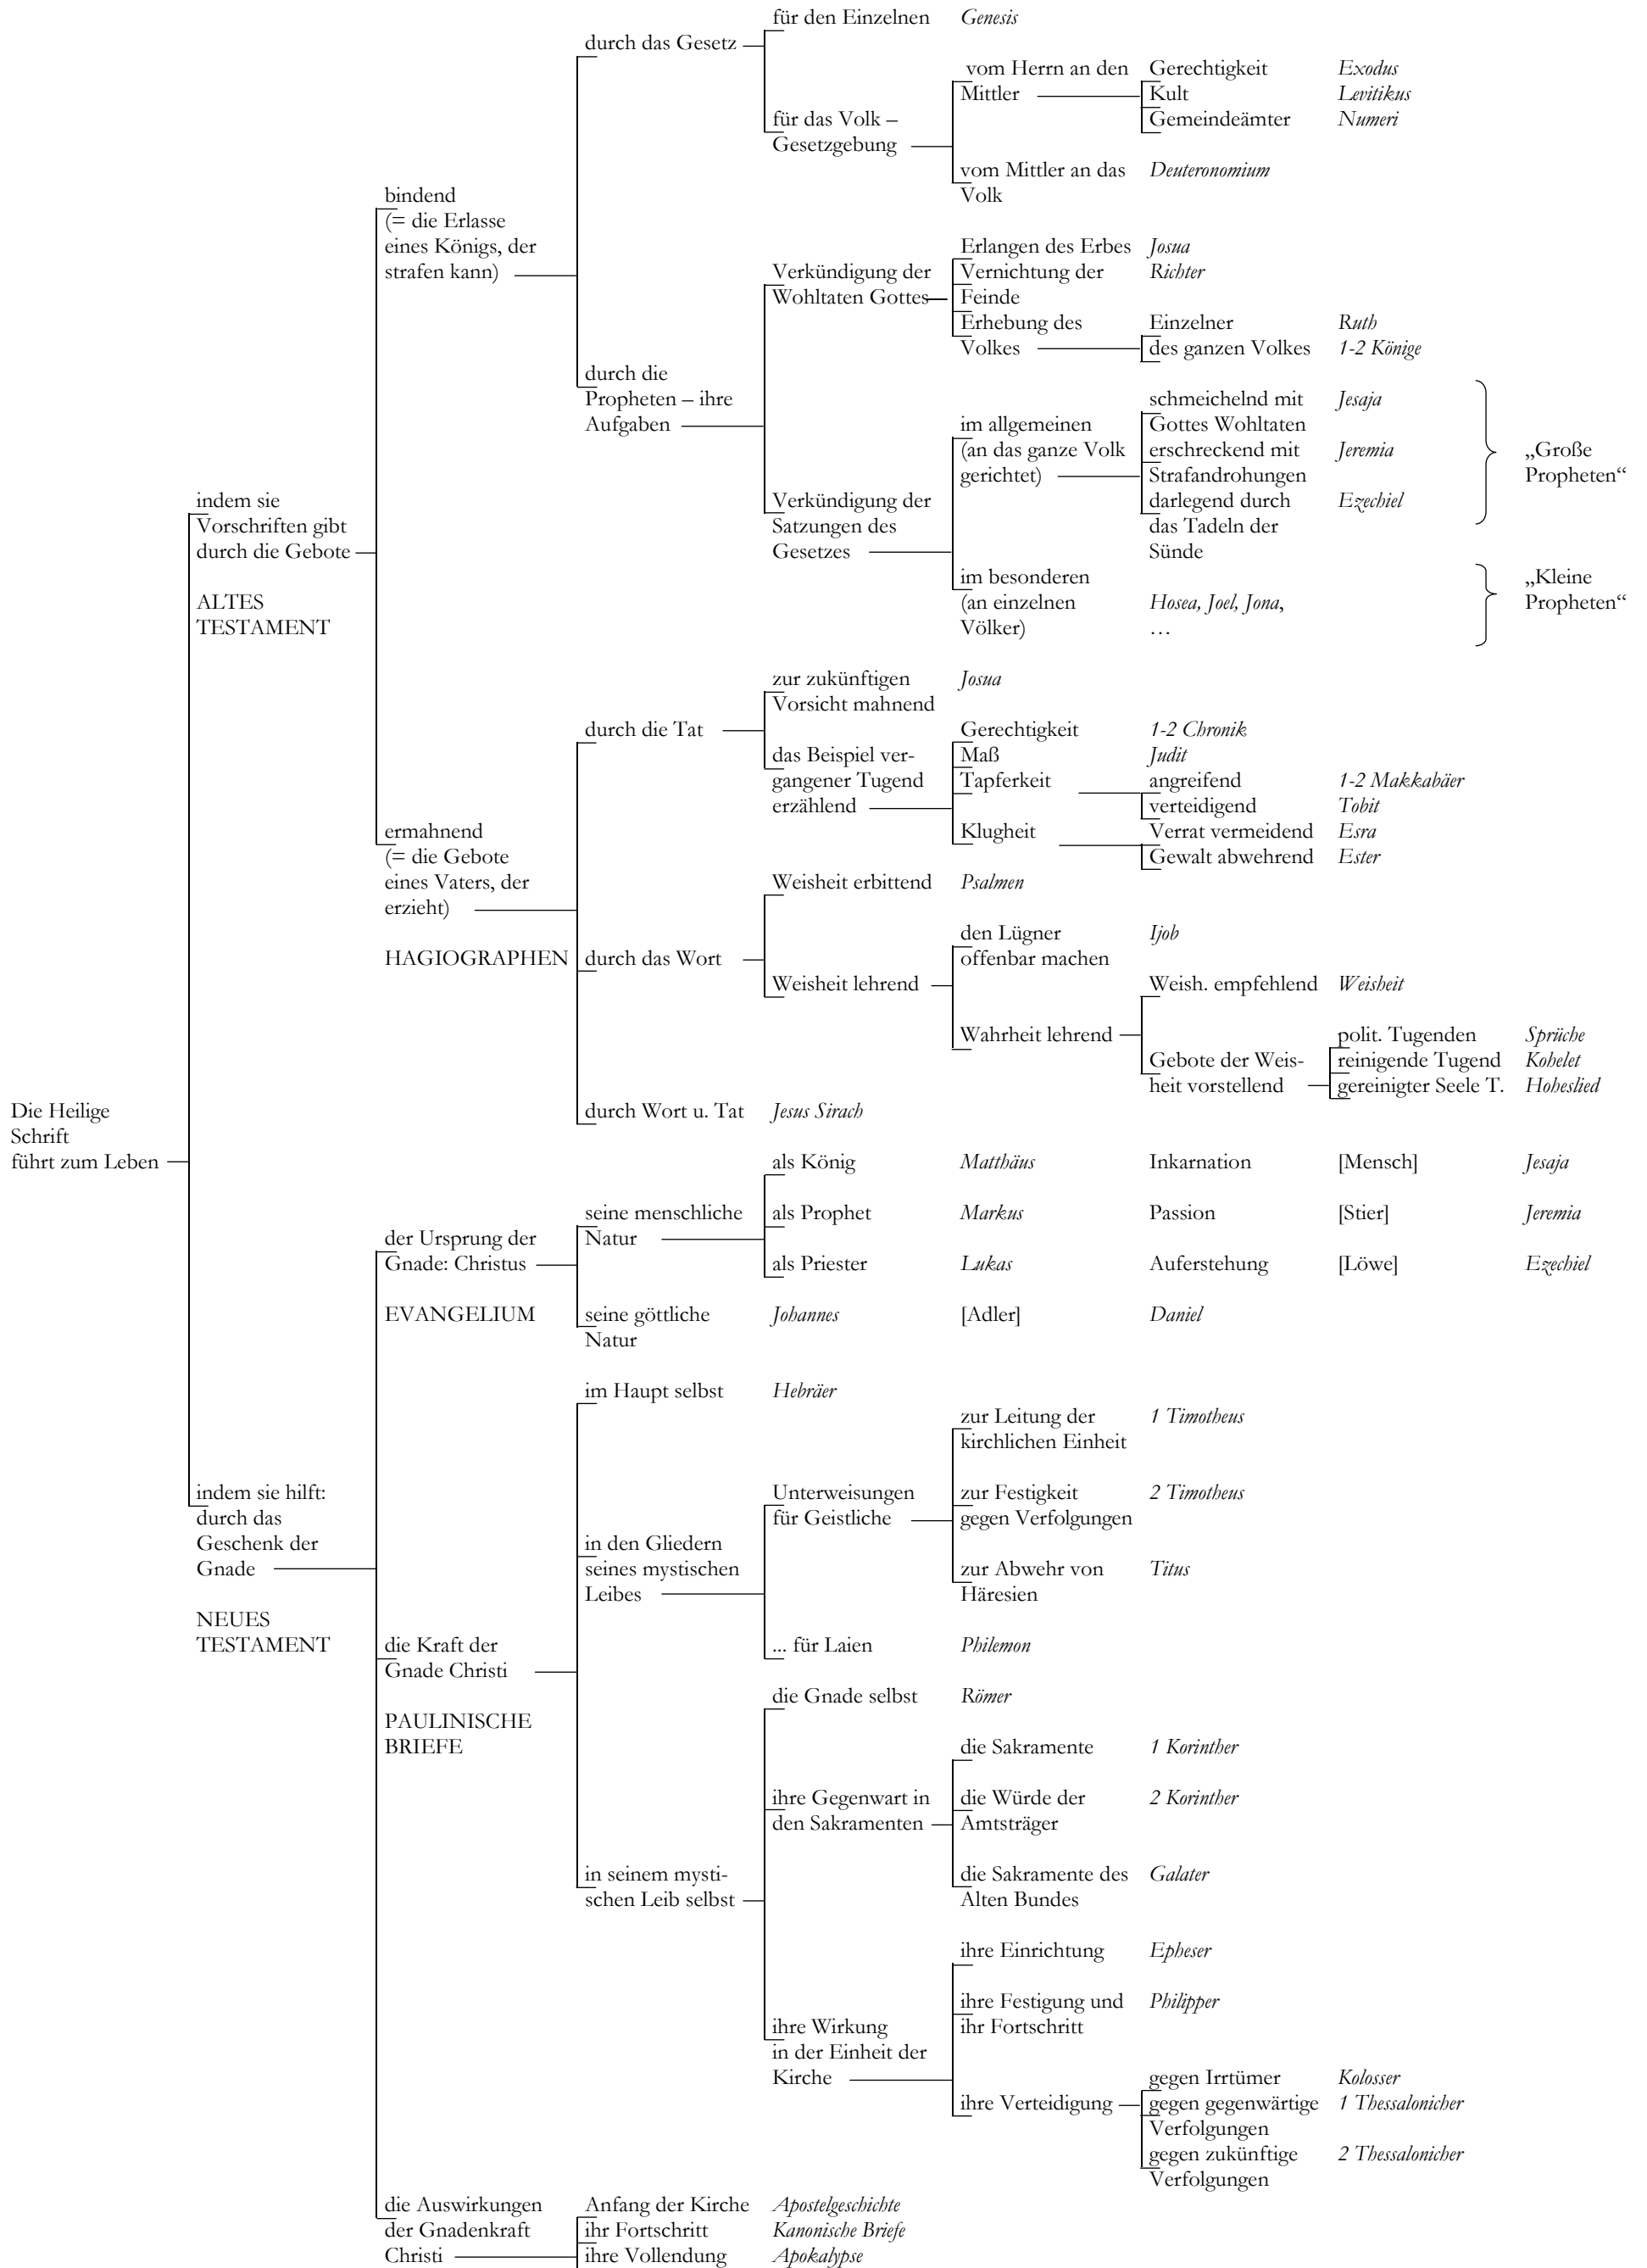 für den Einzelnen Genesis
durch das Gesetz
vom Herrn an den Gerechtigkeit Exodus
Mittler Kult Levitikus
für das Volk – Gemeindeämter Numeri
Gesetzgebung
vom Mittler an das Deuteronomium
bindend Volk
(= die Erlasse
eines Königs, der Erlangen des Erbes Josua
strafen kann) Verkündigung der Vernichtung der Richter
Wohltaten Gottes Feinde
Erhebung des Einzelner Ruth
Volkes des ganzen Volkes 1-2 Könige
durch die
Propheten – ihre schmeichelnd mit Jesaja
Aufgaben im allgemeinen Gottes Wohltaten
(an das ganze Volk erschreckend mit Jeremia „Große
gerichtet) Strafandrohungen Propheten“
indem sie Verkündigung der darlegend durch Ezechiel
Vorschriften gibt Satzungen des das Tadeln der
durch die Gebote Gesetzes Sünde
im besonderen „Kleine
ALTES (an einzelnen Hosea, Joel, Jona, Propheten“
TESTAMENT Völker) …
zur zukünftigen Josua
Vorsicht mahnend
durch die Tat Gerechtigkeit 1-2 Chronik
das Beispiel ver- Maß Judit
gangener Tugend Tapferkeit angreifend 1-2 Makkabäer
erzählend verteidigend Tobit
ermahnend Klugheit Verrat vermeidend Esra
(= die Gebote Gewalt abwehrend Ester
eines Vaters, der Weisheit erbittend Psalmen
erzieht)
den Lügner Ijob
HAGIOGRAPHEN durch das Wort offenbar machen
Weisheit lehrend Weish. empfehlend Weisheit
Wahrheit lehrend polit. Tugenden Sprüche
Gebote der Weis- reinigende Tugend Kohelet
heit vorstellend gereinigter Seele T. Hoheslied
Die Heilige durch Wort u. Tat Jesus Sirach
Schrift
führt zum Leben als König Matthäus Inkarnation [Mensch] Jesaja
seine menschliche als Prophet Markus Passion [Stier] Jeremia
der Ursprung der Natur
Gnade: Christus als Priester Lukas Auferstehung [Löwe] Ezechiel
EVANGELIUM seine göttliche Johannes [Adler] Daniel
Natur
im Haupt selbst Hebräer
zur Leitung der 1 Timotheus
kirchlichen Einheit
indem sie hilft: Unterweisungen zur Festigkeit 2 Timotheus
durch das für Geistliche gegen Verfolgungen
Geschenk der in den Gliedern
Gnade seines mystischen zur Abwehr von Titus
Leibes Häresien
NEUES
TESTAMENT die Kraft der ... für Laien Philemon
Gnade Christi
die Gnade selbst Römer
PAULINISCHE
BRIEFE die Sakramente 1 Korinther
ihre Gegenwart in die Würde der 2 Korinther
den Sakramenten Amtsträger
in seinem mysti- die Sakramente des Galater
schen Leib selbst Alten Bundes
ihre Einrichtung Epheser
ihre Festigung und Philipper
ihre Wirkung ihr Fortschritt
in der Einheit der
Kirche gegen Irrtümer Kolosser
ihre Verteidigung gegen gegenwärtige 1 Thessalonicher
Verfolgungen
gegen zukünftige 2 Thessalonicher
Verfolgungen
die Auswirkungen Anfang der Kirche Apostelgeschichte
der Gnadenkraft ihr Fortschritt Kanonische Briefe
Christi ihre Vollendung Apokalypse